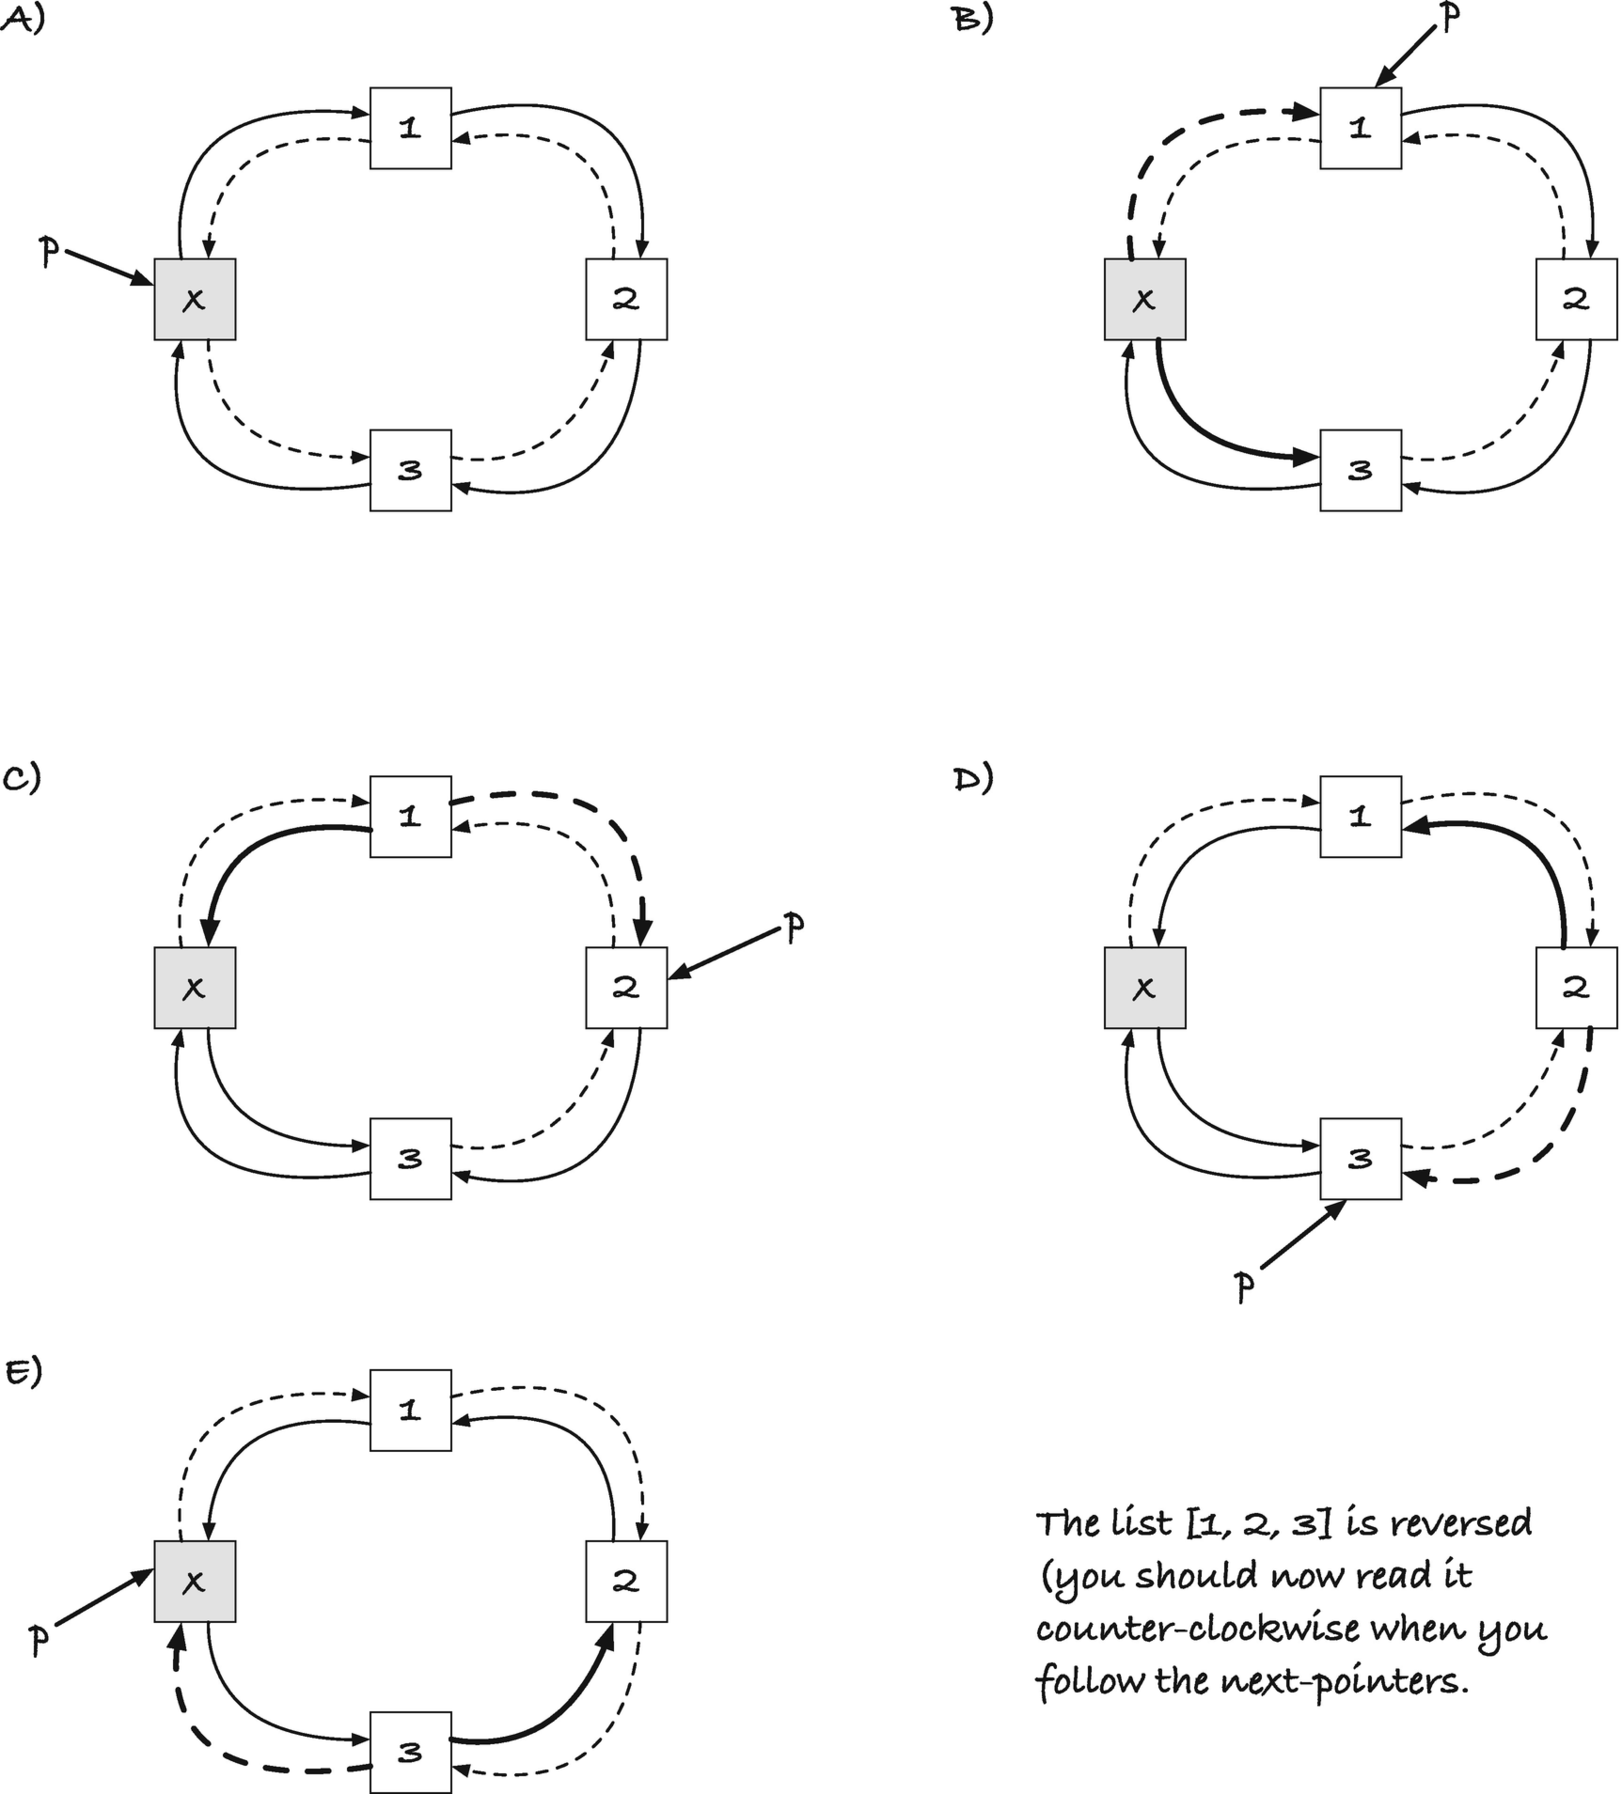 A)
B)
P
1
1
P
X
2
X
2
3
3
C)
D)
1
1
P
X
2
X
2
3
3
P
E)
1
The list [1, 2, 3] is reversed
X
2
(you should now read it
P
counter-clockwise when you
follow the next-pointers.
3